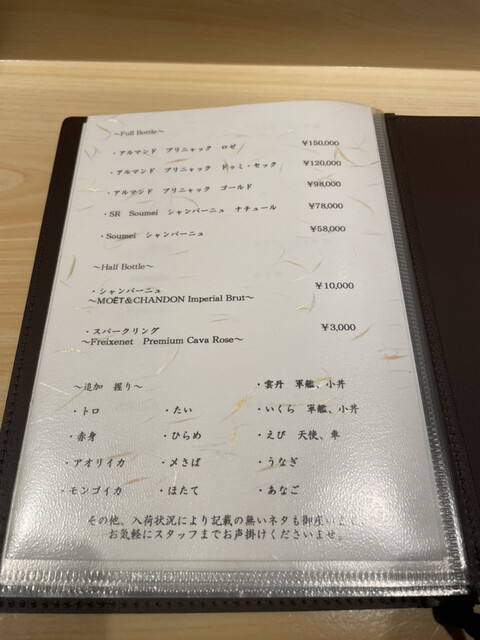 ～Full Bottle～
・アルマンド ブリニャック ロゼ ¥150,000
・アルマンド ブリニャック ドゥミ・セック ¥120,000
・アルマンド ブリニャック ゴールド ¥98,000
・SR Soumei シャンパーニュ ナチュール ¥78,000
・Soumei シャンパーニュ ¥58,000
～Half Bottle～
・シャンパーニュ ¥10,000
～MOËT＆CHANDON Imperial Brut～
・スパークリング ¥3,000
～Freixenet Premium Cava Rose～
～追加 握り～ ・雲丹 軍艦、小丼
・トロ ・たい ・いくら 軍艦、小丼
・赤身 ・ひらめ ・えび 天使、車
・アオリイカ ・〆さば ・うなぎ
・モンゴイカ ・ほたて ・あなご
その他、入荷状況により記載の無いネタも御座います。
お気軽にスタッフまでお声掛けくださいませ。